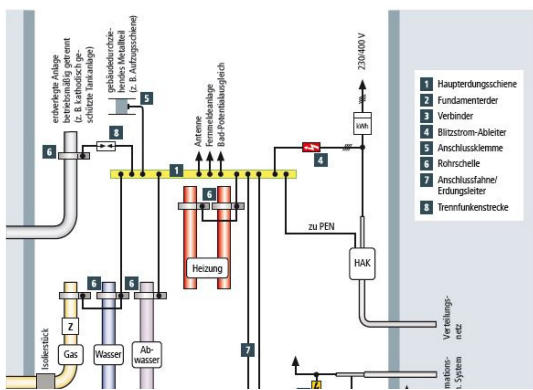 erdverlegte Anlage
betriebsmäßig getrennt
(z. B. kathodisch ge-
schützte Tankanlage)
gebäudedurchzie-
hendes Metallteil
(z. B. Aufzugsschiene)
5
8
6
Antenne
Fernmeldeanlage
Bad-Potentialausgleich
230/400 V
kWh
4
1
6
zu PEN
HAK
Heizung
6
6
Z
Gas
Wasser
Ab-
wasser
Isolierstück
7
Verteilungs-
netz
System
1 Haupterdungsschiene
2 Fundamenterder
3 Verbinder
4 Blitzstrom-Ableiter
5 Anschlussklemme
6 Rohrschelle
7 Anschlussfahne/
Erdungsleiter
8 Trennfunkenstrecke